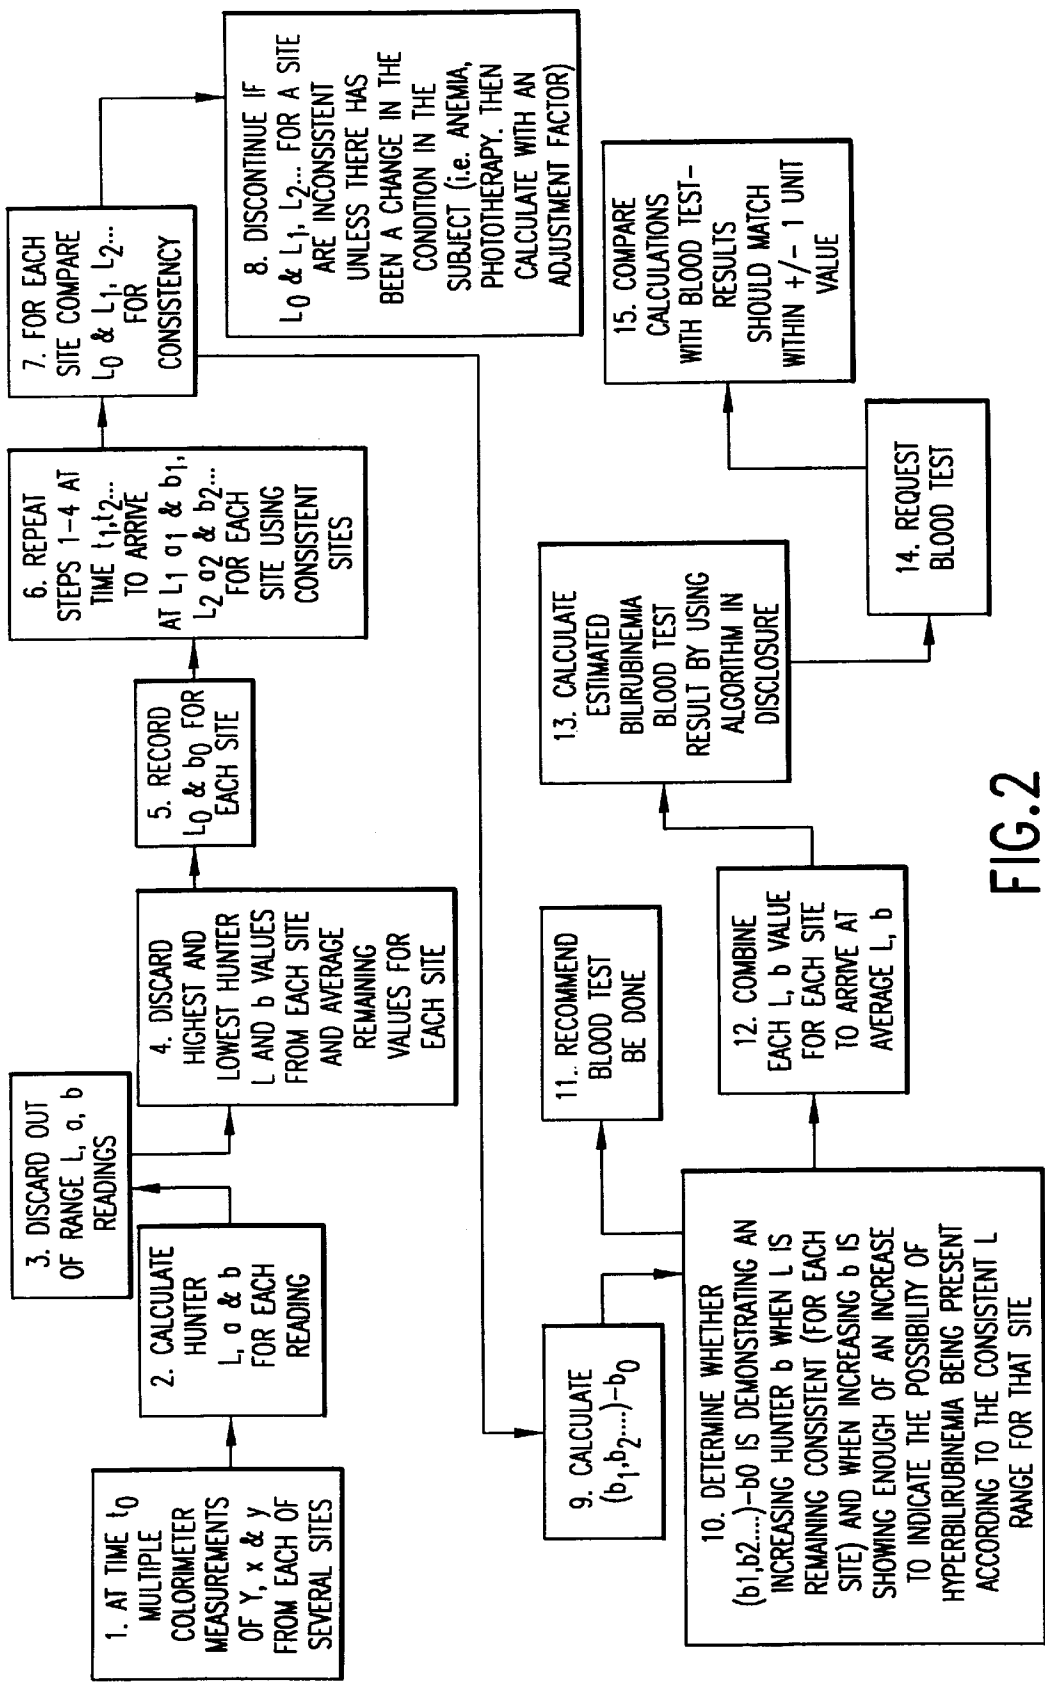 1. AT TIME t0
MULTIPLE
COLORIMETER
MEASUREMENTS
OF Y, x & y
FROM EACH OF
SEVERAL SITES
2. CALCULATE
HUNTER
L, a & b
FOR EACH
READING
3. DISCARD OUT
OF RANGE L, a, b
READINGS
4. DISCARD
HIGHEST AND
LOWEST HUNTER
L AND b VALUES
FROM EACH SITE
AND AVERAGE
REMAINING
VALUES FOR
EACH SITE
5. RECORD
L0 & b0 FOR
EACH SITE
6. REPEAT
STEPS 1-4 AT
TIME t1,t2...
TO ARRIVE
AT L1 a1 & b1,
L2 a2 & b2...
FOR EACH
SITE USING
CONSISTENT
SITES
7. FOR EACH
SITE COMPARE
L0 & L1, L2...
FOR
CONSISTENCY
8. DISCONTINUE IF
L0 & L1, L2... FOR A SITE
ARE INCONSISTENT
UNLESS THERE HAS
BEEN A CHANGE IN THE
CONDITION IN THE
SUBJECT (i.e. ANEMIA,
PHOTOTHERAPY. THEN
CALCULATE WITH AN
ADJUSTMENT FACTOR)
9. CALCULATE
(b1,b2....)-b0
10. DETERMINE WHETHER
(b1,b2....)-b0 IS DEMONSTRATING AN
INCREASING HUNTER b WHEN L IS
REMAINING CONSISTENT (FOR EACH
SITE) AND WHEN INCREASING b IS
SHOWING ENOUGH OF AN INCREASE
TO INDICATE THE POSSIBILITY OF
HYPERBILIRUBINEMIA BEING PRESENT
ACCORDING TO THE CONSISTENT L
RANGE FOR THAT SITE
11. RECOMMEND
BLOOD TEST
BE DONE
12. COMBINE
EACH L, b VALUE
FOR EACH SITE
TO ARRIVE AT
AVERAGE L, b
13. CALCULATE
ESTIMATED
BILIRUBINEMIA
BLOOD TEST
RESULT BY USING
ALGORITHM IN
DISCLOSURE
14. REQUEST
BLOOD TEST
15. COMPARE
CALCULATIONS
WITH BLOOD TEST-
RESULTS
SHOULD MATCH
WITHIN +/- 1 UNIT
VALUE
FIG.2